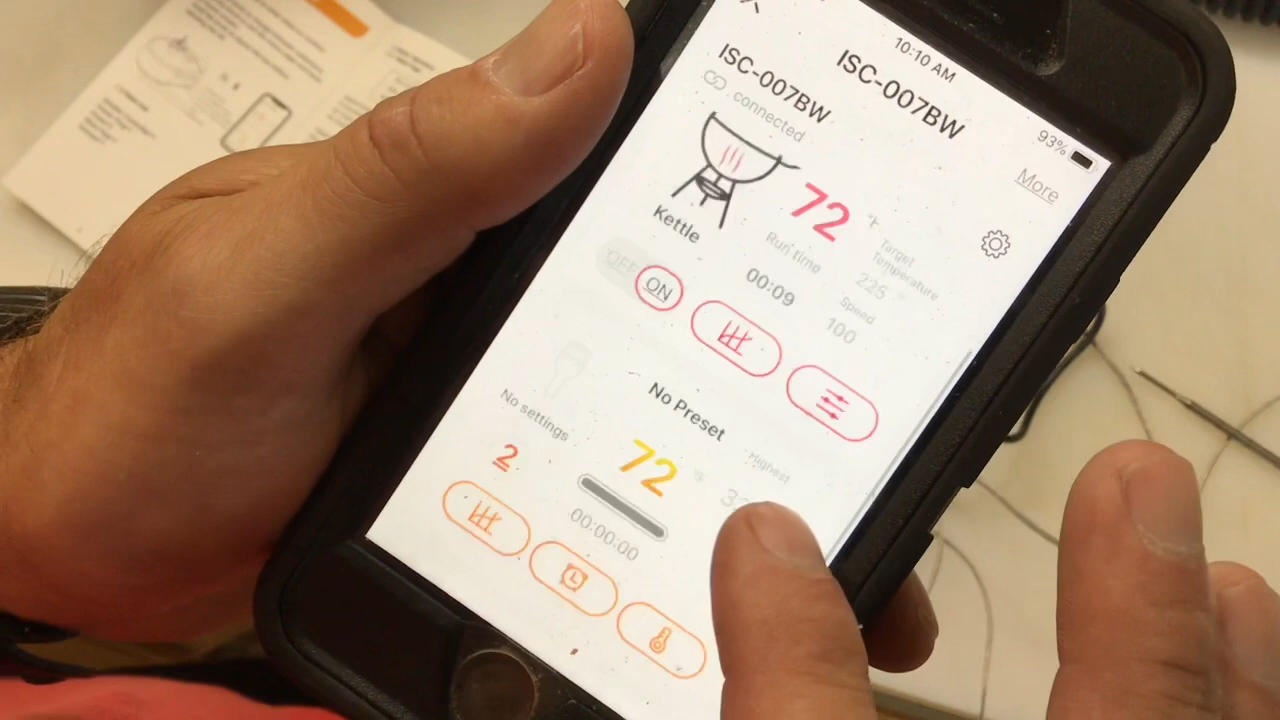 10:10 AM
93%
ISC-007BW
ISC-007BW
connected
More
Kettle
72 °F
Run time
00:09
Target
Temperature
225
Speed
100
OFF ON
No Preset
No settings
2
72
Highest
00:00:00